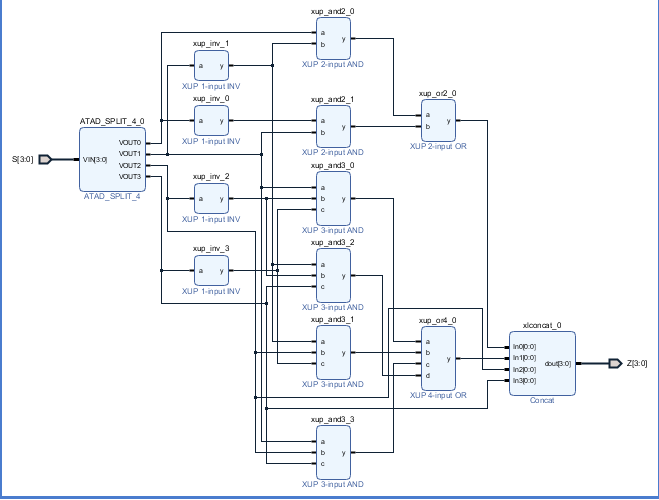 xup_and2_0
a
b
y
XUP 2-input AND
xup_inv_1
a
y
XUP 1-input INV
xup_inv_0
a
y
XUP 1-input INV
xup_and2_1
a
b
y
XUP 2-input AND
xup_or2_0
a
b
y
XUP 2-input OR
ATAD_SPLIT_4_0
S[3:0]
VIN[3:0]
VOUT0
VOUT1
VOUT2
VOUT3
ATAD_SPLIT_4
xup_inv_2
a
y
XUP 1-input INV
xup_and3_0
a
b
c
y
XUP 3-input AND
xup_inv_3
a
y
XUP 1-input INV
xup_and3_2
a
b
c
y
XUP 3-input AND
xup_and3_1
a
b
c
y
XUP 3-input AND
xup_or4_0
a
b
c
d
y
XUP 4-input OR
xlconcat_0
In0[0:0]
In1[0:0]
In2[0:0]
In3[0:0]
dout[3:0]
Concat
Z[3:0]
xup_and3_3
a
b
c
y
XUP 3-input AND